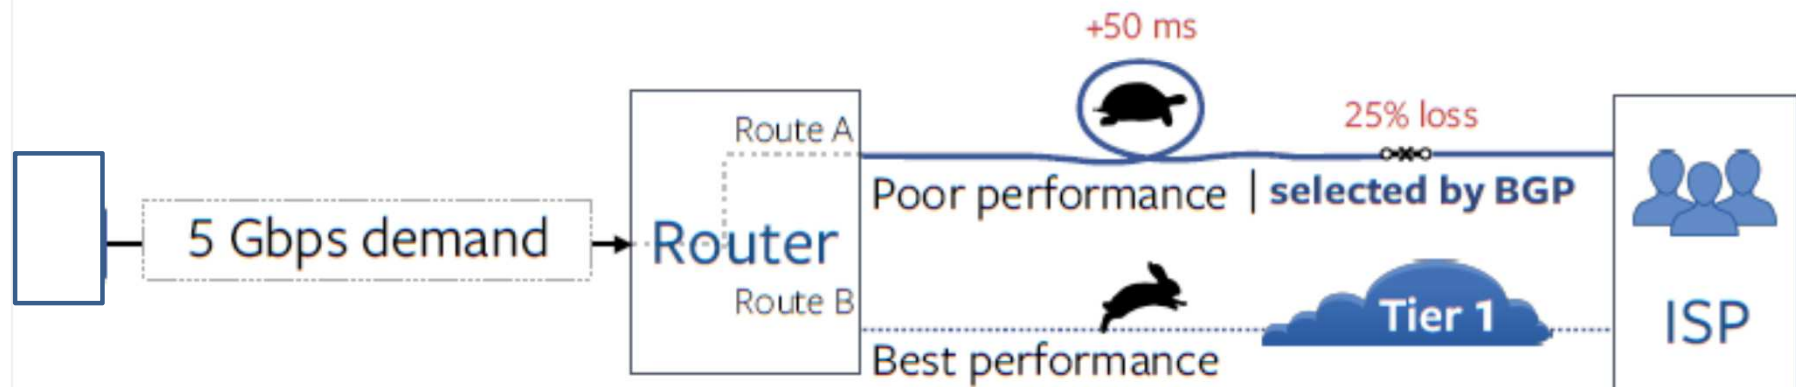 +50 ms
25% loss
Route A
Poor performance | selected by BGP
5 Gbps demand
Router
Route B
Tier 1
ISP
Best performance